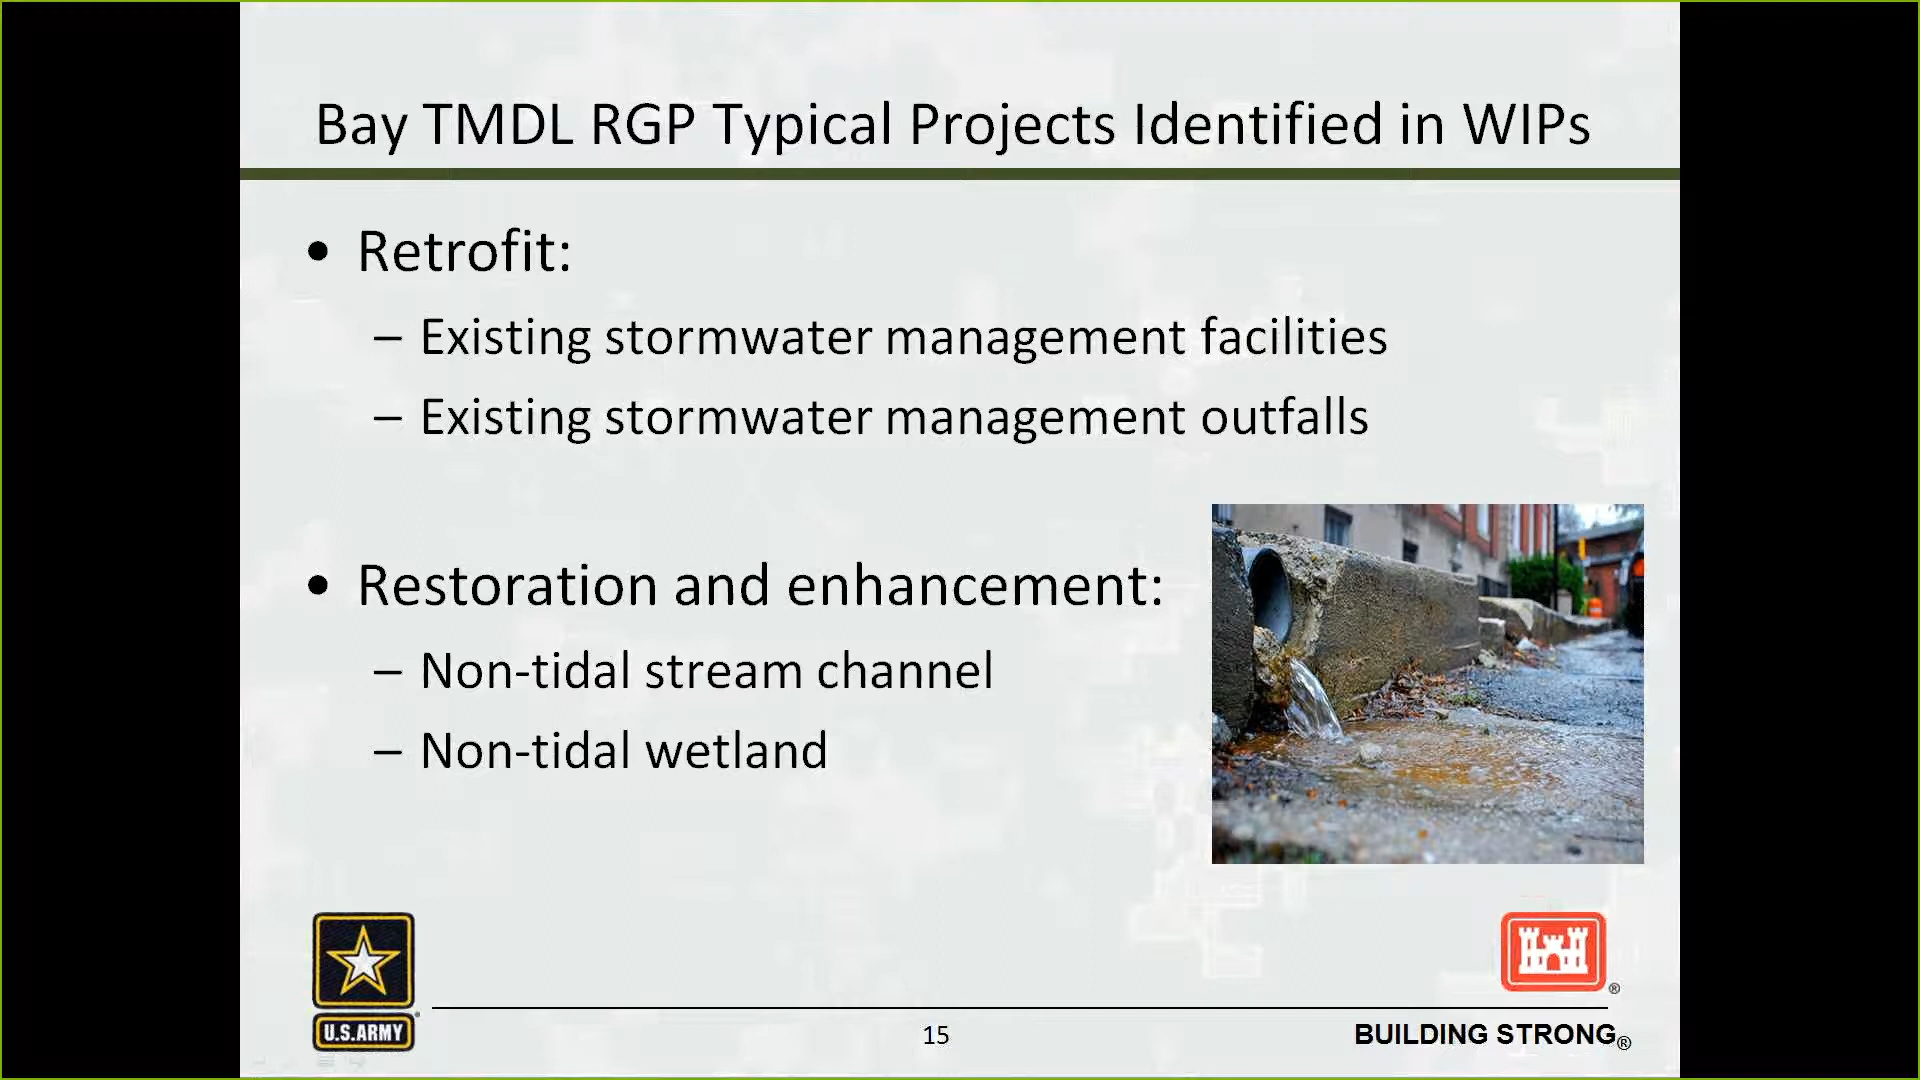 Bay TMDL RGP Typical Projects Identified in WIPs
• Retrofit:
– Existing stormwater management facilities
– Existing stormwater management outfalls
• Restoration and enhancement:
– Non-tidal stream channel
– Non-tidal wetland
U.S.ARMY
15
®
BUILDING STRONG®